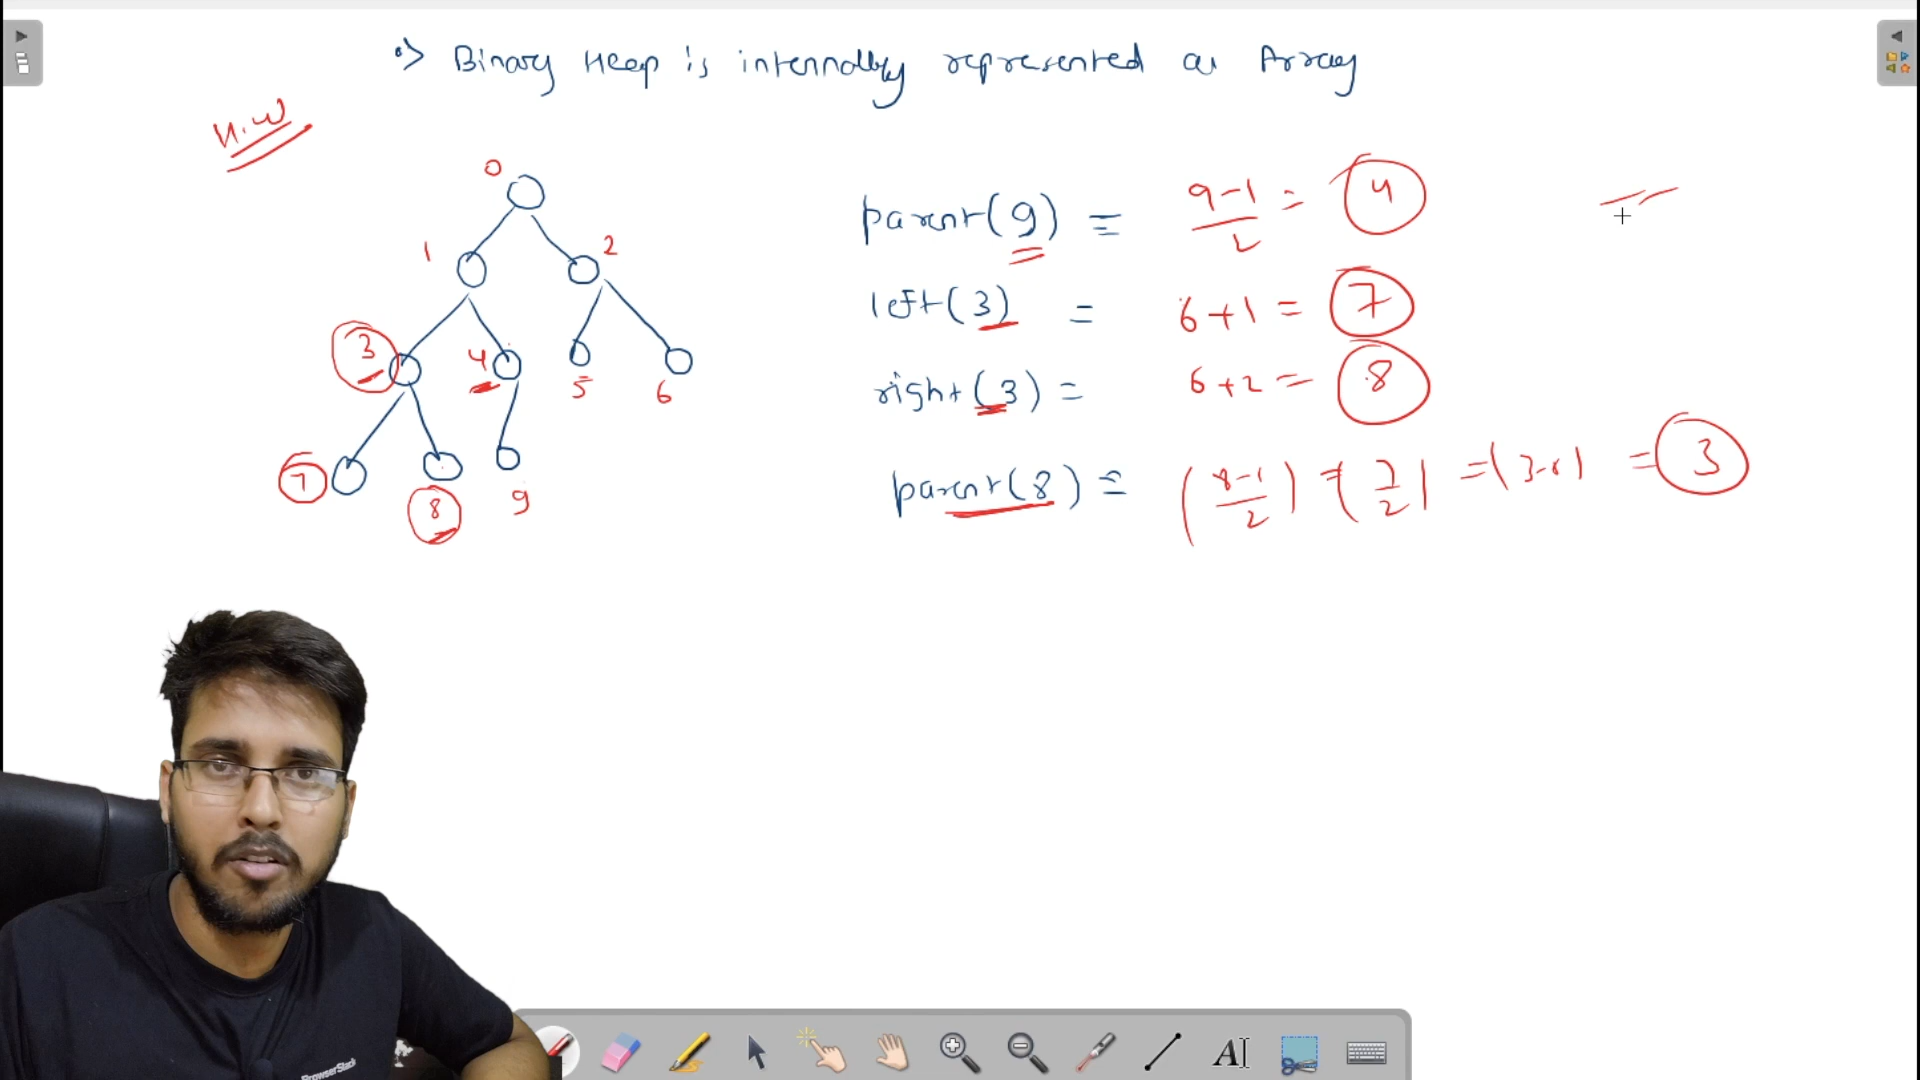 •> Binary Heap is internally represented as Array
H.W
0
1 2
3 4 5 6
7 8 9
parent(9) = 9-1/2 = 4
left(3) = 6+1 = 7
right(3) = 6+2 = 8
parent(8) = (8-1/2) = (7/2) = (3.5) = 3
BrowserStack
AI